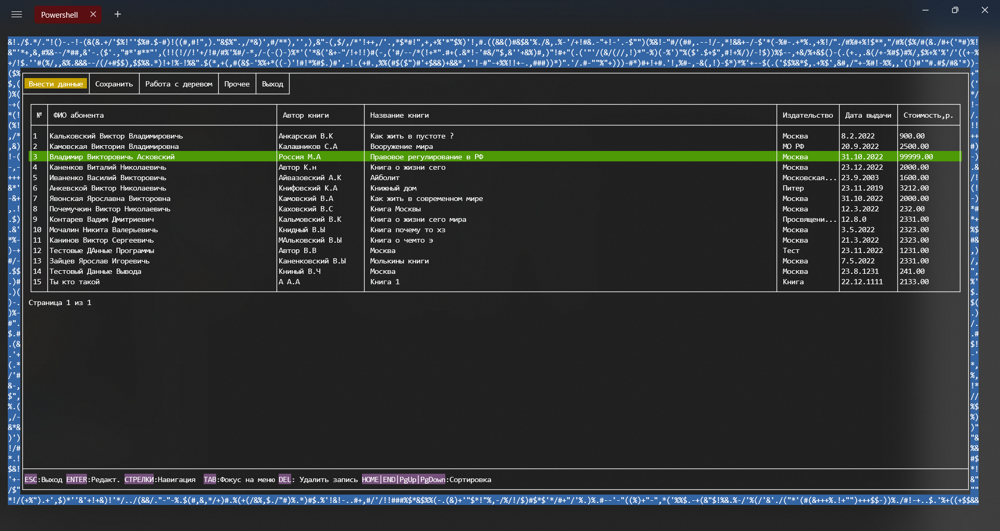 Powershell
Внести данные Сохранить Работа с деревом Прочее Выход
№ ФИО абонента Автор книги Название книги Издательство Дата выдачи Стоимость,р.
1 Кальковский Виктор Владимировичь Анкарская В.К Как жить в пустоте ? Москва 8.2.2022 900.00
2 Камовская Виктория Владимировна Калашников С.А Вооружение мира МО РФ 20.9.2022 2500.00
3 Владимир Викторовичь Асковский Россия М.А Правовое регулирование в РФ Москва 31.10.2022 99999.00
4 Каненков Виталий Николаевичь Автор К.н Книга о жизни сего Москва 23.12.2022 2000.00
5 Иваненко Василий Викторовичь Айвазовский А.К Айболит Московская... 23.9.2003 1600.00
6 Анкевской Виктор Николаевичь Книфовский К.А Книжный дом Питер 23.11.2019 3212.00
7 Явонская Ярославна Викторовна Камовский В.А Как жить в современном мире Москва 31.10.2022 2000.00
8 Почемучкин Виктор Николаевичь Каховский В.С Книга Москвы Москва 12.3.2022 232.00
9 Контарев Вадим Дмитриевич Кальмовский В.К Книга о жизни сего мира Просвящени... 12.8.0 2331.00
10 Мочалин Никита Валерьевичь Книдный В.Ы Книга почему то хз Москва 3.5.2022 2323.00
11 Канинов Виктор Сергеевичь МАльковский В.Ы Книга о чемто э Москва 21.3.2022 2323.00
12 Тестовые ДАнные Программы Автор В.В Москва Тест 23.11.2022 1231.00
13 Зайцев Ярослав Игоревичь Каненковский В.Ы Молькины книги Москва 7.5.2022 2331.00
14 Тестовый Данные Вывода Книный В.Ч Москва Москва 23.8.1231 241.00
15 Ты кто такой А А.А Книга 1 Книга 22.12.1111 2133.00
Страница 1 из 1
ESC:Выход ENTER:Редакт. СТРЕЛКИ:Навигация TAB:Фокус на меню DEL: Удалить запись HOME|END|PgUp|PgDown:Сортировка